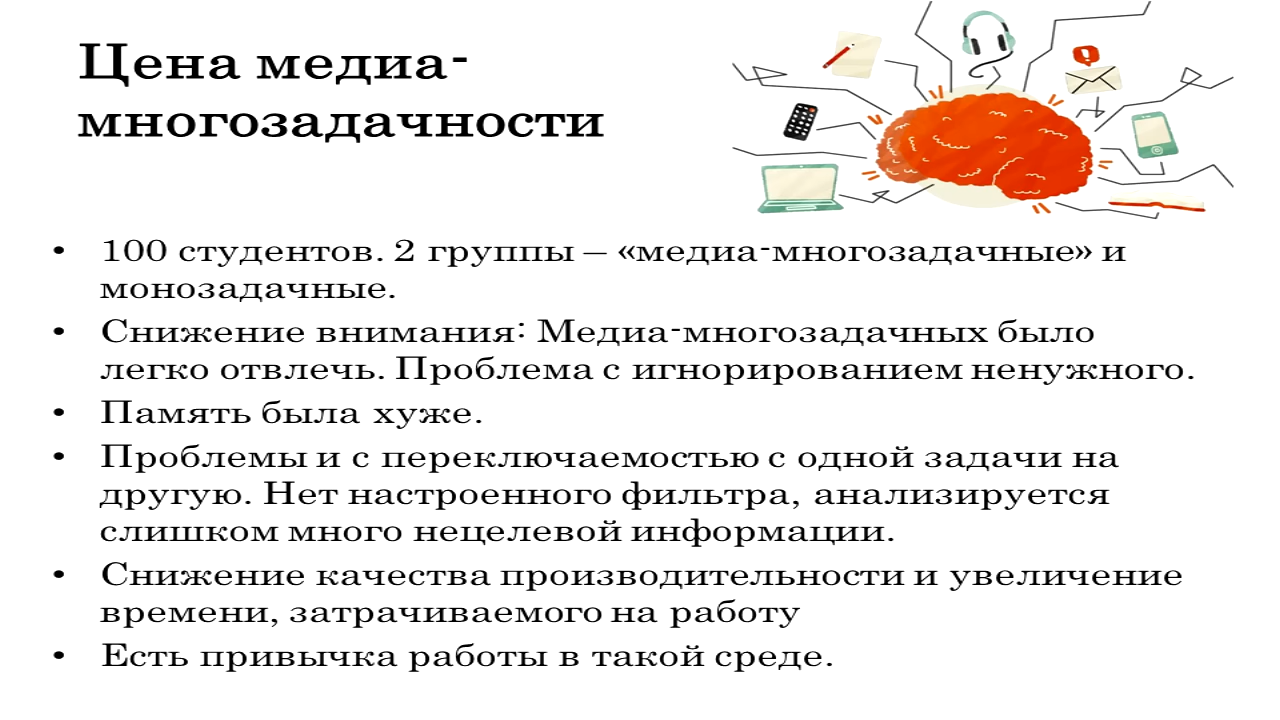 Цена медиа-
многозадачности
• 100 студентов. 2 группы – «медиа-многозадачные» и
монозадачные.
• Снижение внимания: Медиа-многозадачных было
легко отвлечь. Проблема с игнорированием ненужного.
• Память была хуже.
• Проблемы и с переключаемостью с одной задачи на
другую. Нет настроенного фильтра, анализируется
слишком много нецелевой информации.
• Снижение качества производительности и увеличение
времени, затрачиваемого на работу
• Есть привычка работы в такой среде.